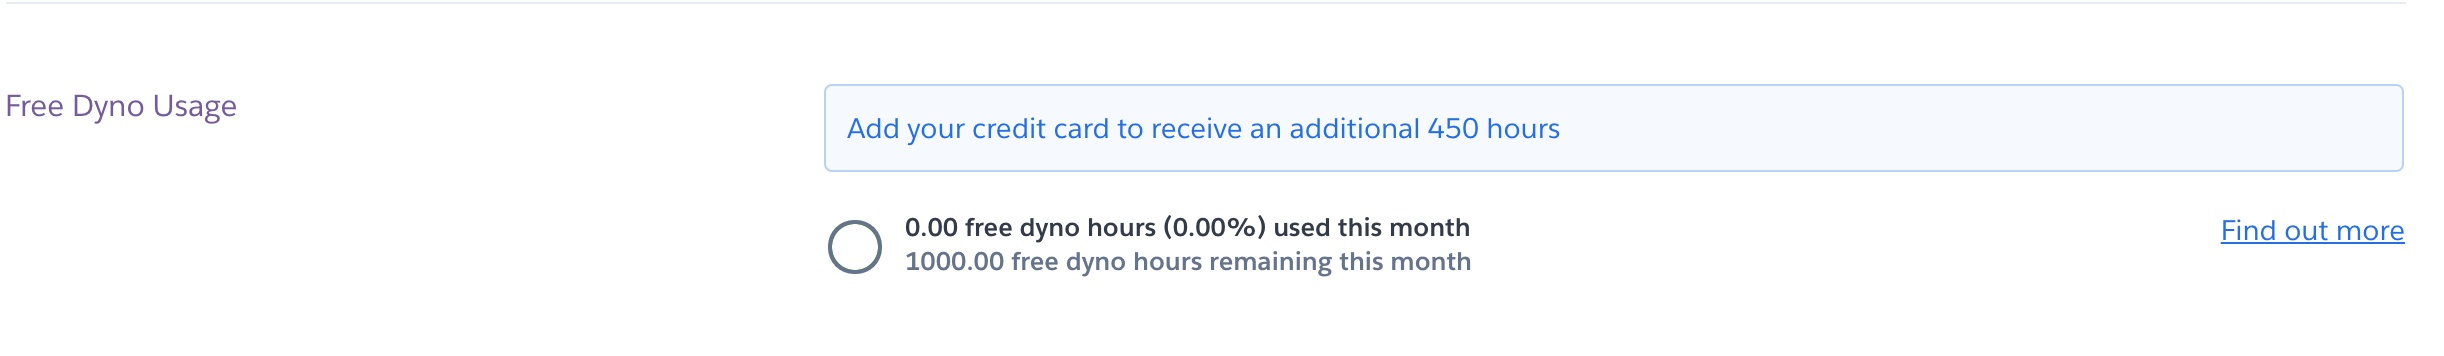 Free Dyno Usage
Add your credit card to receive an additional 450 hours
0.00 free dyno hours (0.00%) used this month
Find out more
1000.00 free dyno hours remaining this month